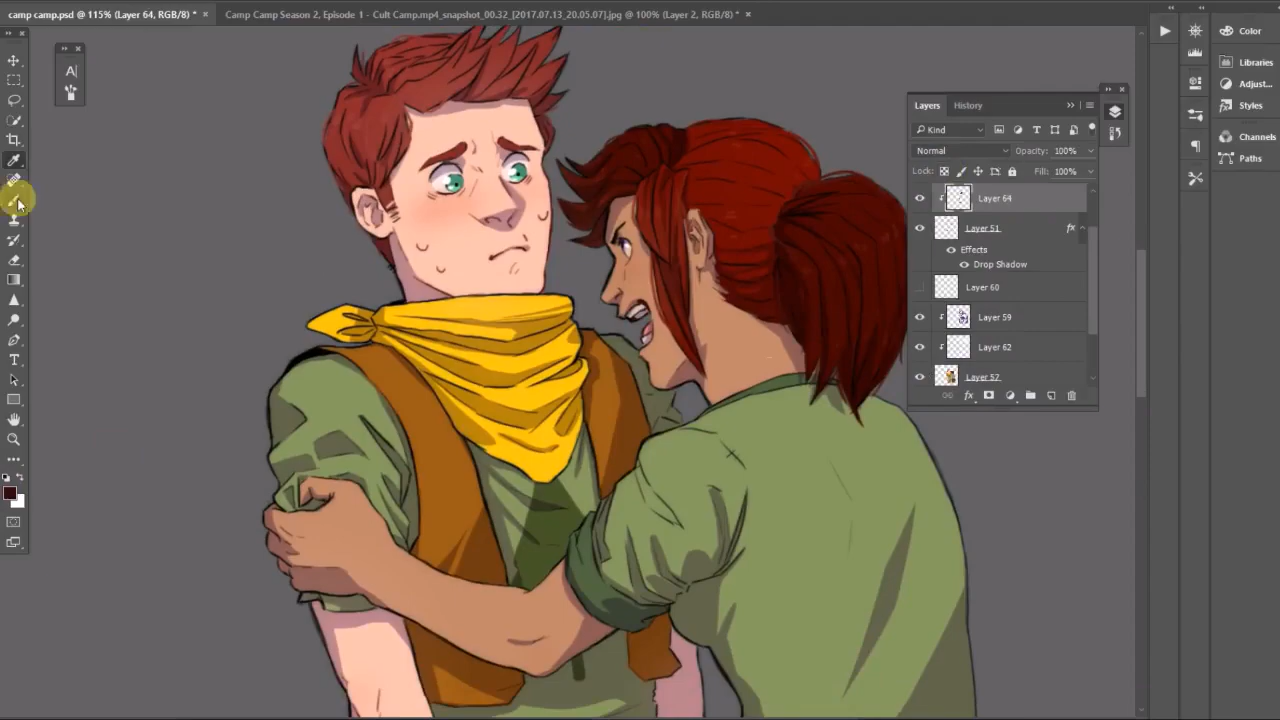 camp camp.psd @ 115% (Layer 64, RGB/8) *
Camp Camp Season 2, Episode 1 - Cult Camp.mp4_snapshot_00.32_[2017.07.13_20.05.07].jpg @ 100% (Layer 2, RGB/8) *
A
T
Color
Libraries
Adjust...
Styles
Channels
Paths
Layers
History
Kind
T
Normal
Opacity: 100%
Lock:
Fill: 100%
Layer 64
Layer 51
fx
Effects
Drop Shadow
Layer 60
Layer 59
Layer 62
Layer 57
fx